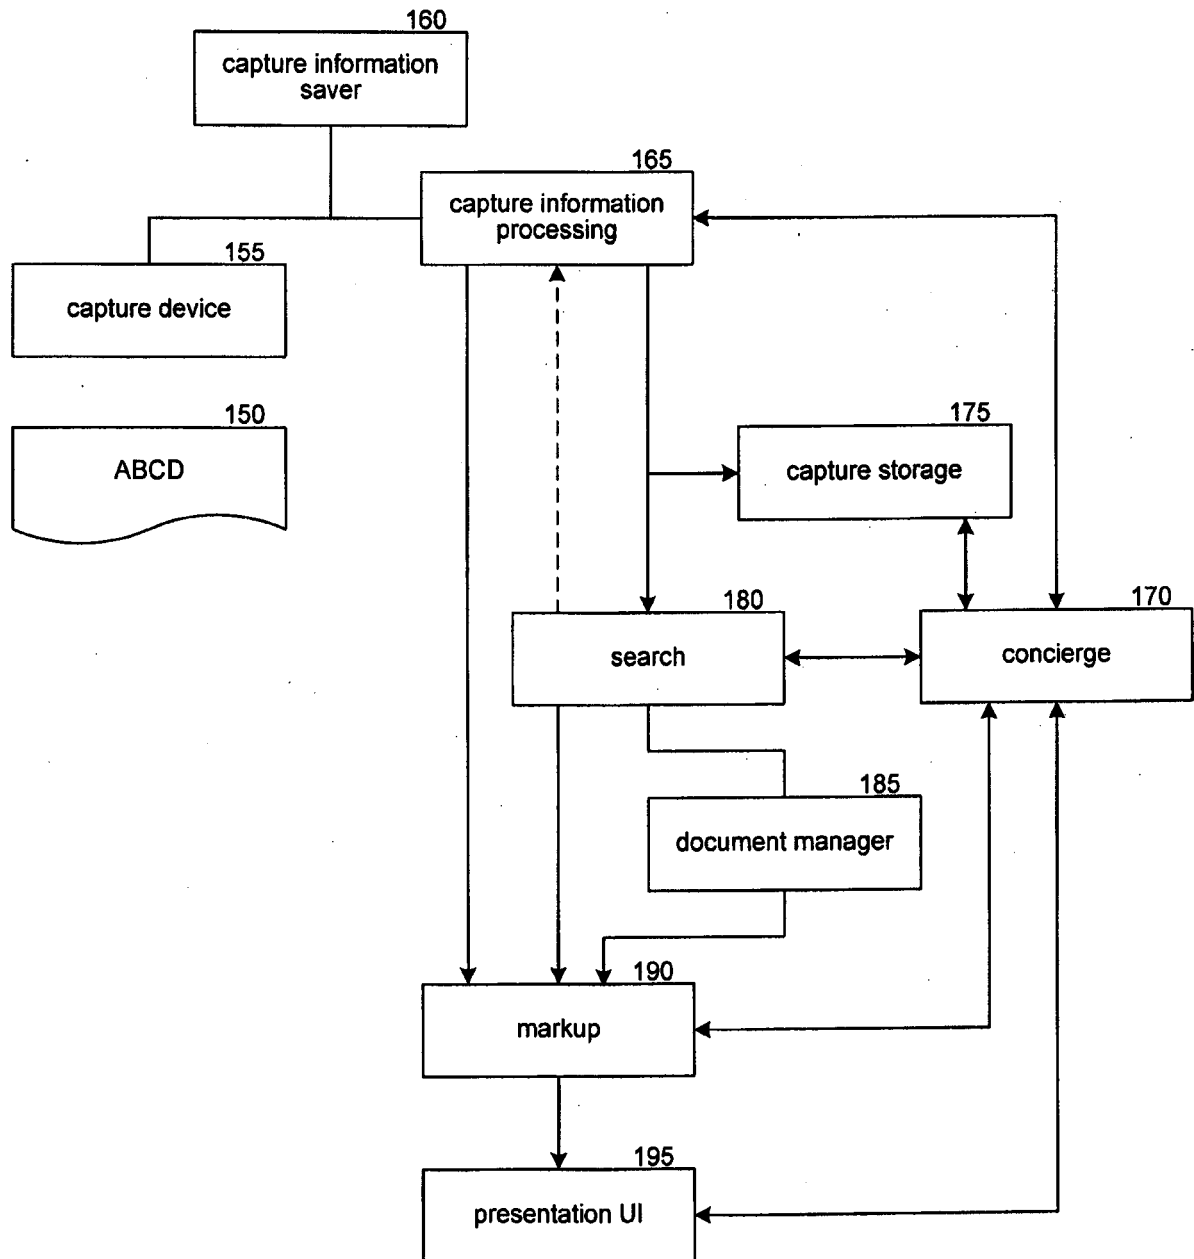 160
capture information
saver
165
capture information
processing
155
capture device
150
ABCD
175
capture storage
180
search
170
concierge
185
document manager
190
markup
195
presentation UI